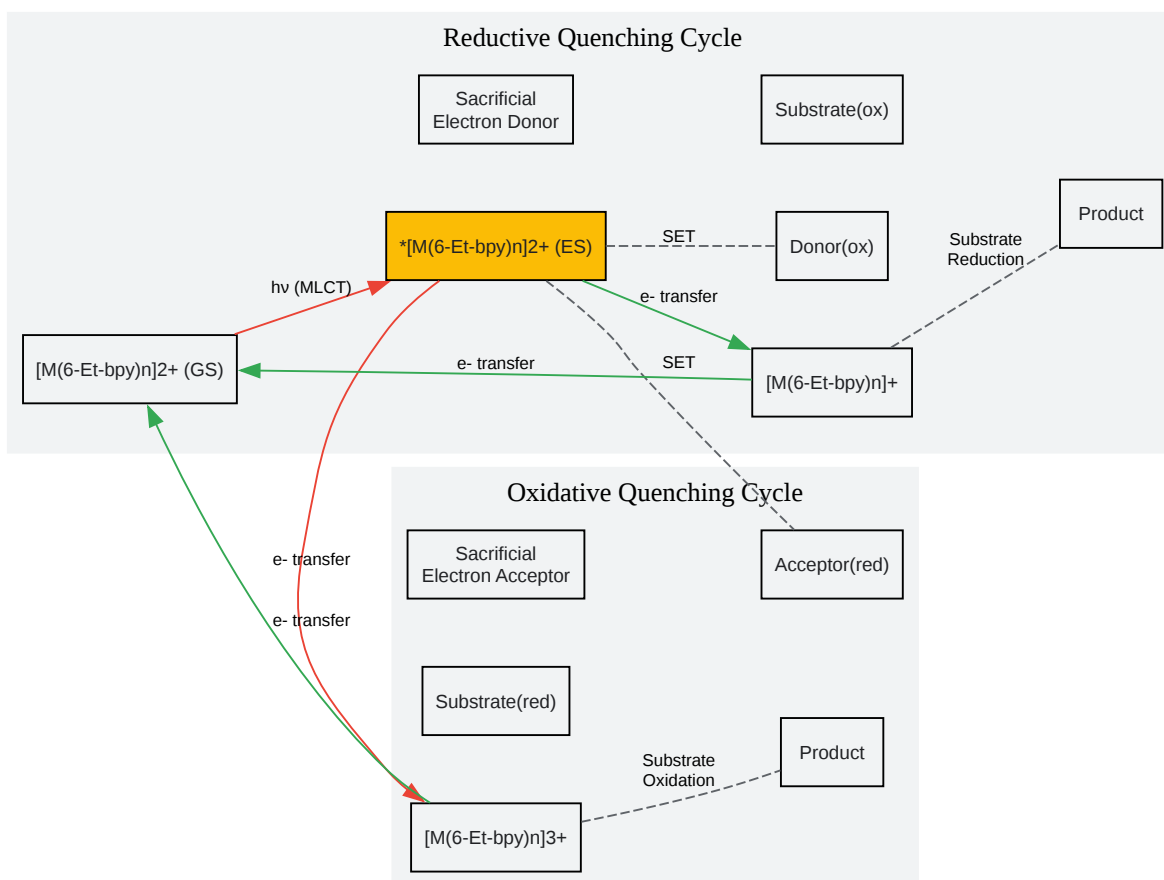 Reductive Quenching Cycle
Sacrificial
Electron Donor
Substrate(ox)
Product
*[M(6-Et-bpy)n]2+ (ES)
SET
Donor(ox)
Substrate
Reduction
hν (MLCT)
e- transfer
[M(6-Et-bpy)n]2+ (GS)
e- transfer
SET
[M(6-Et-bpy)n]+
Oxidative Quenching Cycle
Sacrificial
Electron Acceptor
Acceptor(red)
e- transfer
e- transfer
Substrate(red)
Substrate
Oxidation
Product
[M(6-Et-bpy)n]3+